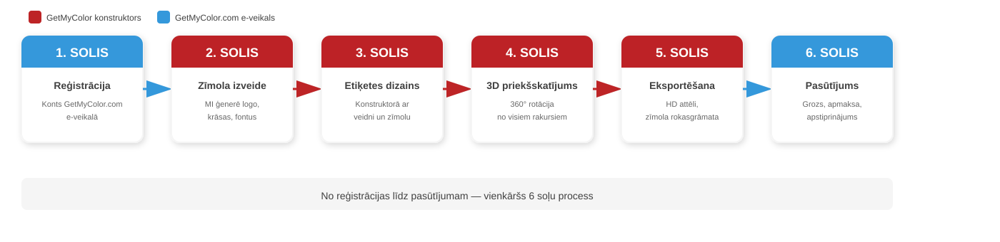 GetMyColor konstruktors
GetMyColor.com e-veikals
1. SOLIS
Reģistrācija
Konts GetMyColor.com
e-veikalā
2. SOLIS
Zīmola izveide
MI ģenerē logo,
krāsas, fontus
3. SOLIS
Etiķetes dizains
Konstruktorā ar
veidni un zīmolu
4. SOLIS
3D priekšskatījums
360° rotācija
no visiem rakursiem
5. SOLIS
Eksportēšana
HD attēli,
zīmola rokasgrāmata
6. SOLIS
Pasūtījums
Grozs, apmaksa,
apstiprinājums
No reģistrācijas līdz pasūtījumam — vienkāršs 6 soļu process